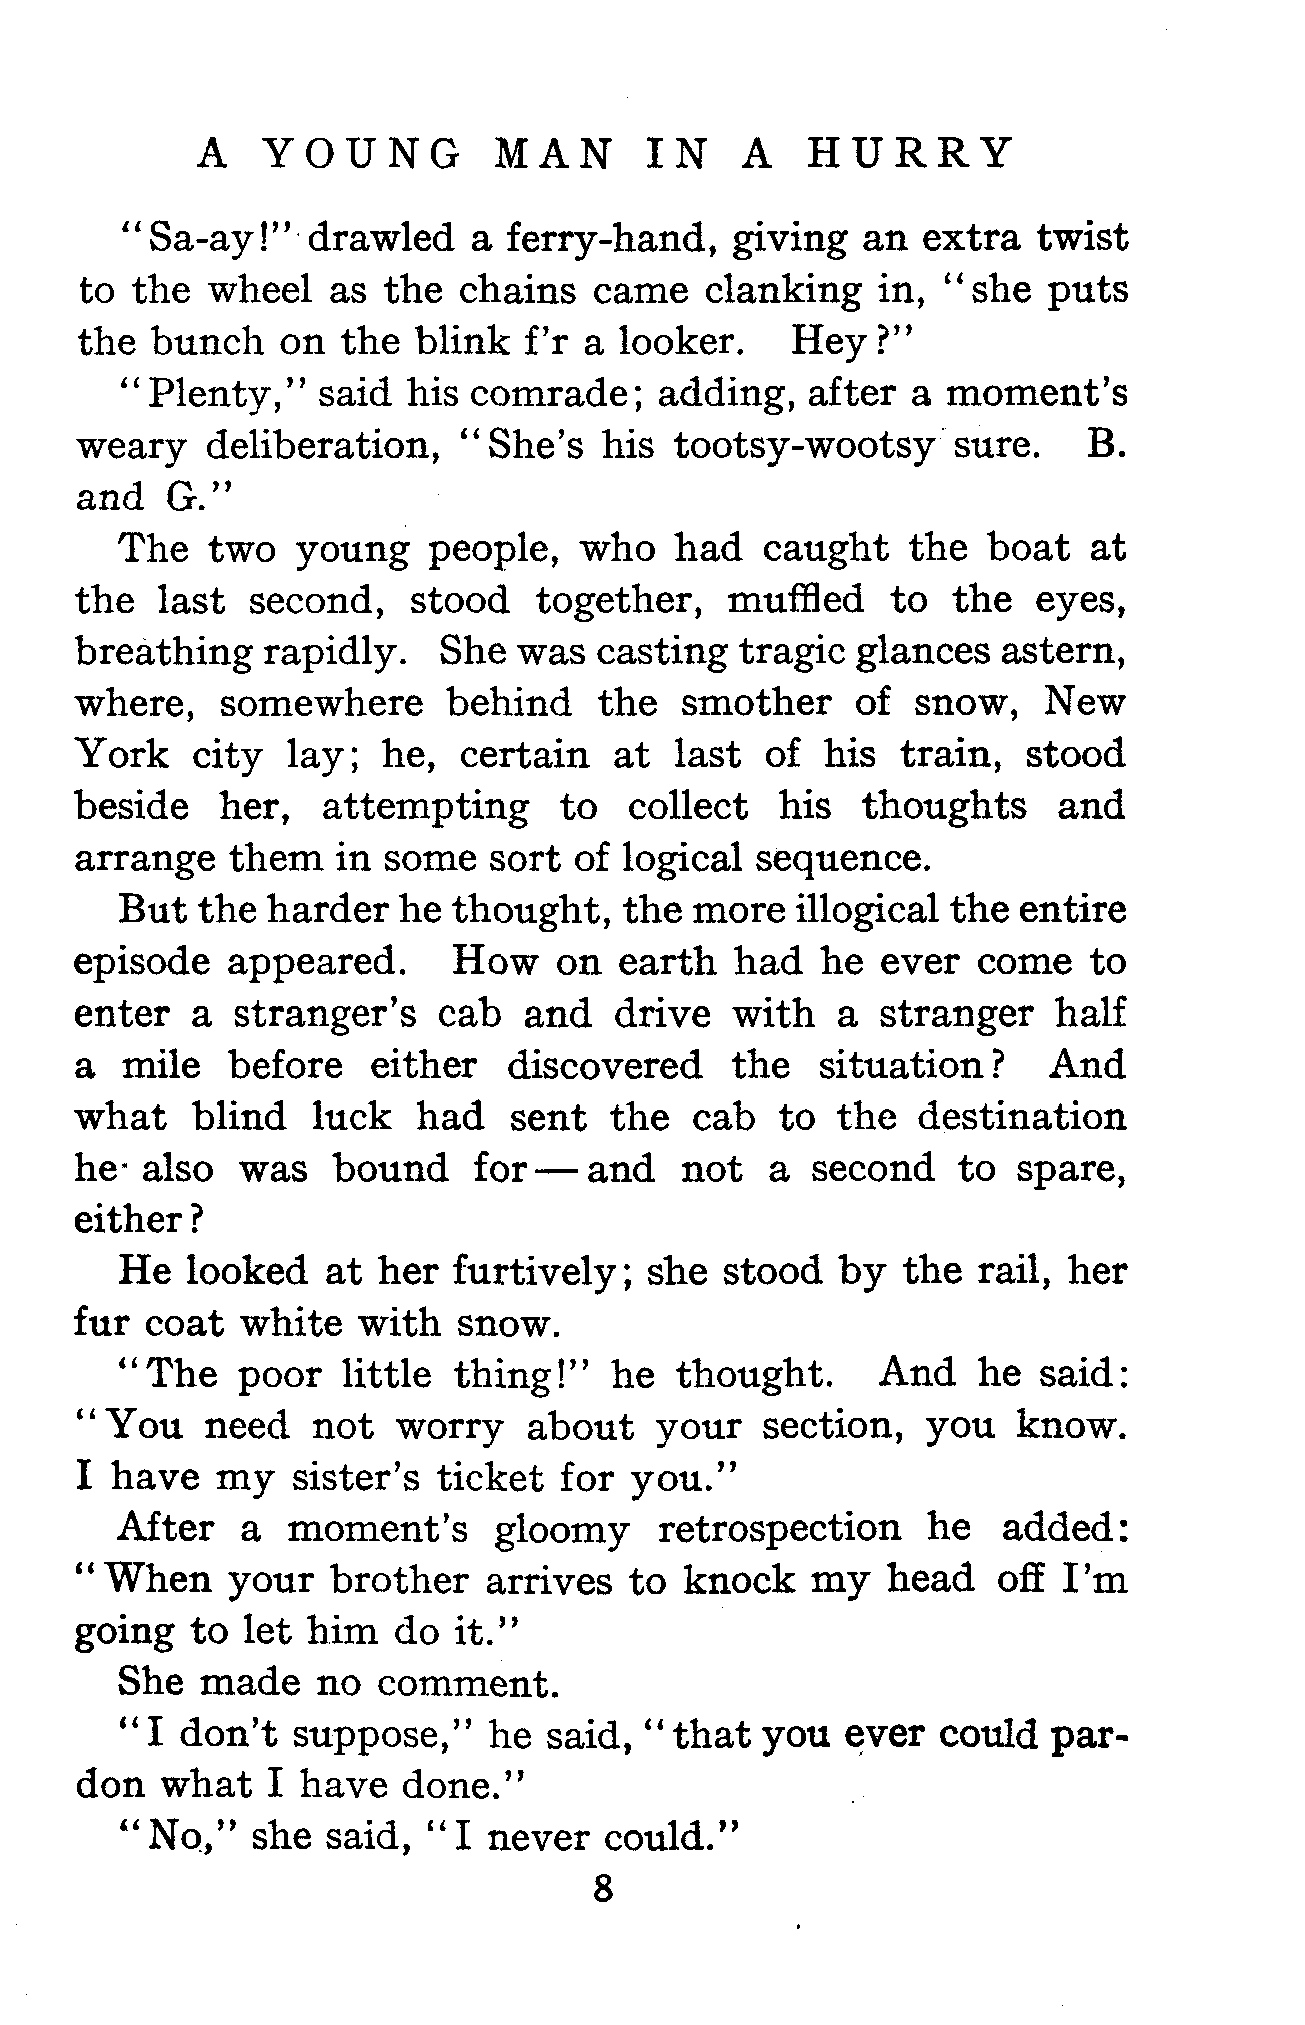 A YOUNG MAN IN A HURRY
"Sa-ay!" drawled a ferry-hand, giving an extra twist
to the wheel as the chains came clanking in, "she puts
the bunch on the blink f'r a looker. Hey?"
"Plenty," said his comrade; adding, after a moment's
weary deliberation, "She's his tootsy-wootsy sure. B.
and G."
The two young people, who had caught the boat at
the last second, stood together, muffled to the eyes,
breathing rapidly. She was casting tragic glances astern,
where, somewhere behind the smother of snow, New
York city lay; he, certain at last of his train, stood
beside her, attempting to collect his thoughts and
arrange them in some sort of logical sequence.
But the harder he thought, the more illogical the entire
episode appeared. How on earth had he ever come to
enter a stranger's cab and drive with a stranger half
a mile before either discovered the situation? And
what blind luck had sent the cab to the destination
he also was bound for—and not a second to spare,
either?
He looked at her furtively; she stood by the rail, her
fur coat white with snow.
"The poor little thing!" he thought. And he said:
"You need not worry about your section, you know.
I have my sister's ticket for you."
After a moment's gloomy retrospection he added:
"When your brother arrives to knock my head off I'm
going to let him do it."
She made no comment.
"I don't suppose," he said, "that you ever could par-
don what I have done."
"No," she said, "I never could."
8